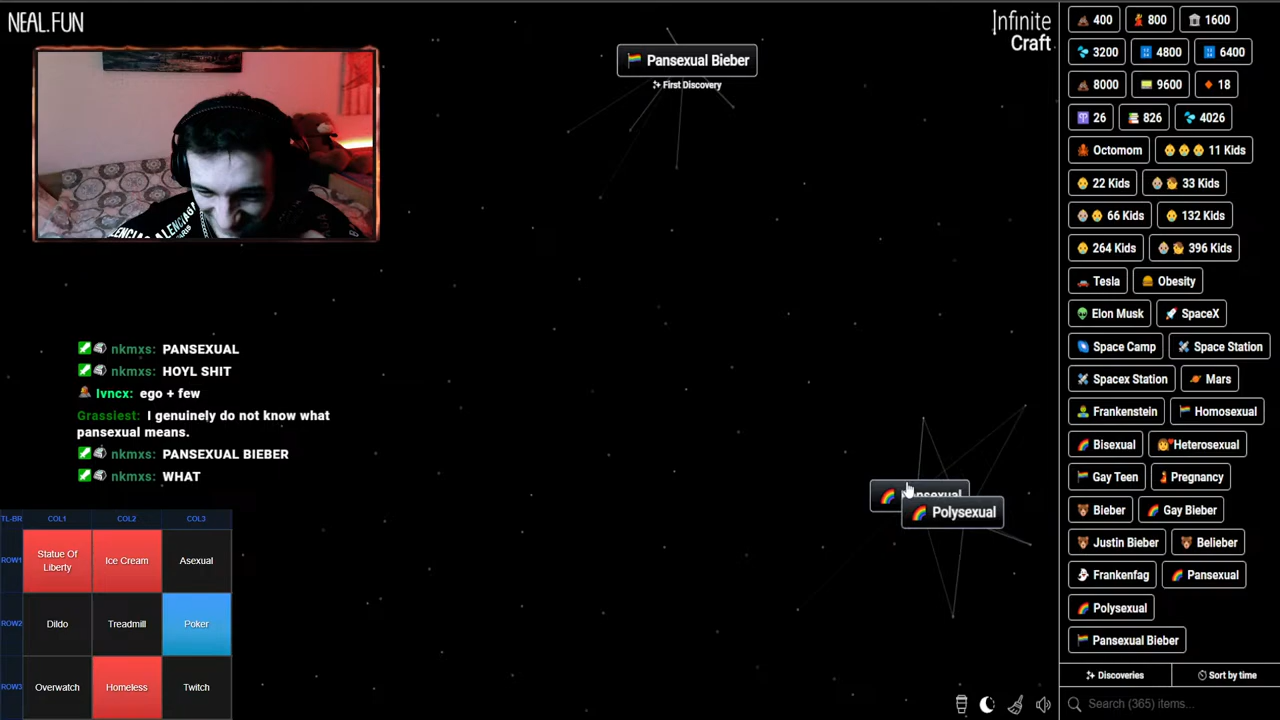 NEAL.FUN
Infinite
Craft
Pansexual Bieber
First Discovery
nkmxs: PANSEXUAL
nkmxs: HOYL SHIT
lvncx: ego + few
Grassiest: I genuinely do not know what
pansexual means.
nkmxs: PANSEXUAL BIEBER
nkmxs: WHAT
Polysexual
TL-BR COL1 COL2 COL3
ROW1 Statue Of Liberty Ice Cream Asexual
ROW2 Dildo Treadmill Poker
ROW3 Overwatch Homeless Twitch
400 800 1600
3200 4800 6400
8000 9600 18
26 826 4026
Octomom 11 Kids
22 Kids 33 Kids
66 Kids 132 Kids
264 Kids 396 Kids
Tesla Obesity
Elon Musk SpaceX
Space Camp Space Station
Spacex Station Mars
Frankenstein Homosexual
Bisexual Heterosexual
Gay Teen Pregnancy
Bieber Gay Bieber
Justin Bieber Belieber
Frankenfag Pansexual
Polysexual
Pansexual Bieber
Discoveries Sort by time
Search (365) items...